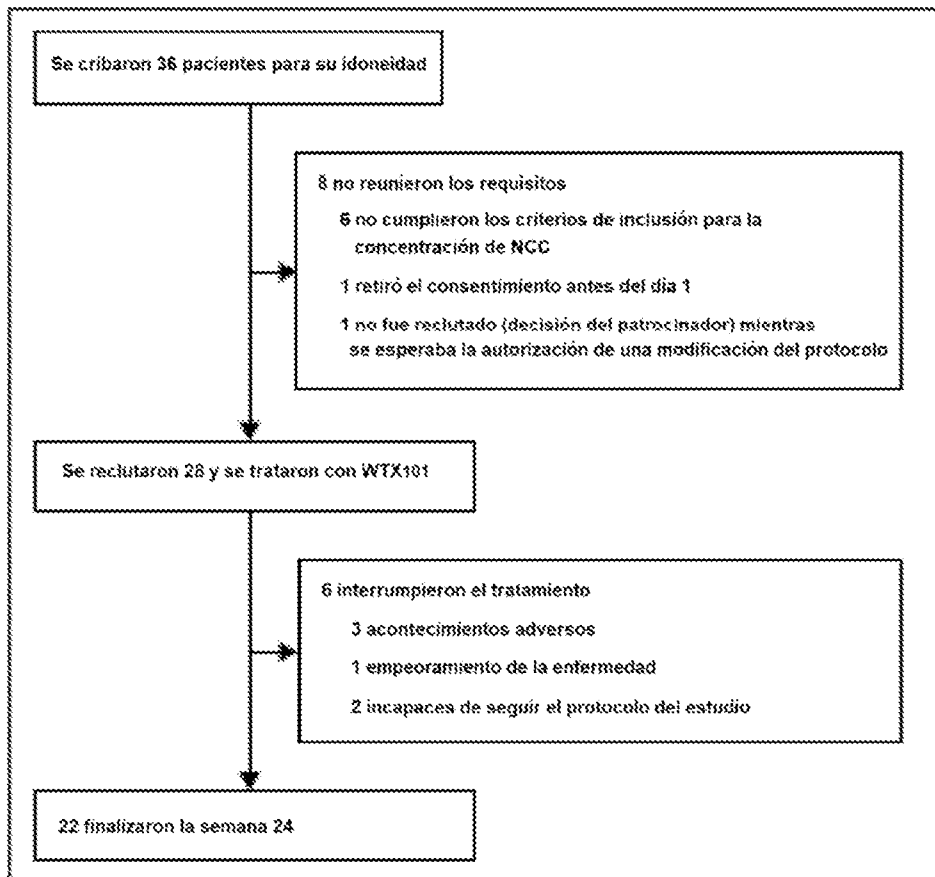 Se cribaron 36 pacientes para su idoneidad
8 no reunieron los requisitos
6 no cumplieron los criterios de inclusión para la
concentración de NCC
1 retiró el consentimiento antes del día 1
1 no fue reclutado (decisión del patrocinador) mientras
se esperaba la autorización de una modificación del protocolo
Se reclutaron 28 y se trataron con WTX101
6 interrumpieron el tratamiento
3 acontecimientos adversos
1 empeoramiento de la enfermedad
2 incapaces de seguir el protocolo del estudio
22 finalizaron la semana 24